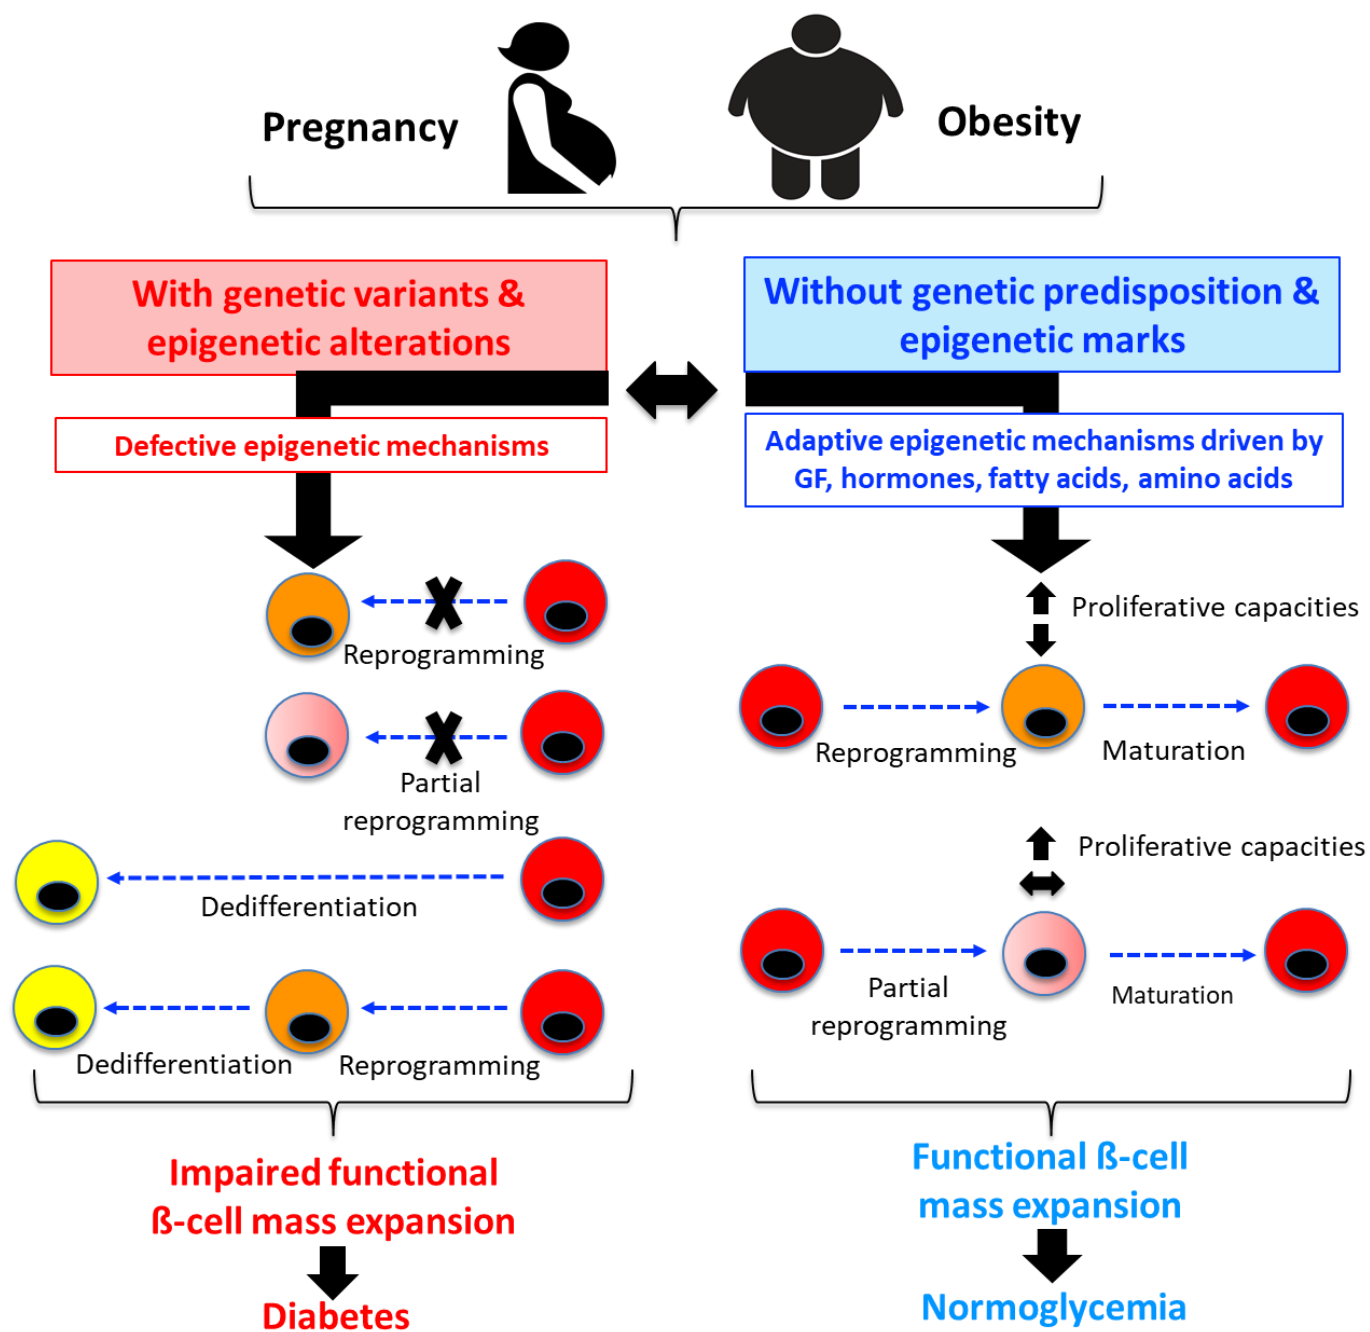 Pregnancy
Obesity
With genetic variants &
epigenetic alterations
Without genetic predisposition &
epigenetic marks
Defective epigenetic mechanisms
Adaptive epigenetic mechanisms driven by
GF, hormones, fatty acids, amino acids
Reprogramming
Partial
reprogramming
Dedifferentiation
Dedifferentiation
Reprogramming
Proliferative capacities
Reprogramming
Maturation
Proliferative capacities
Partial
reprogramming
Maturation
Impaired functional
ß-cell mass expansion
Diabetes
Functional ß-cell
mass expansion
Normoglycemia